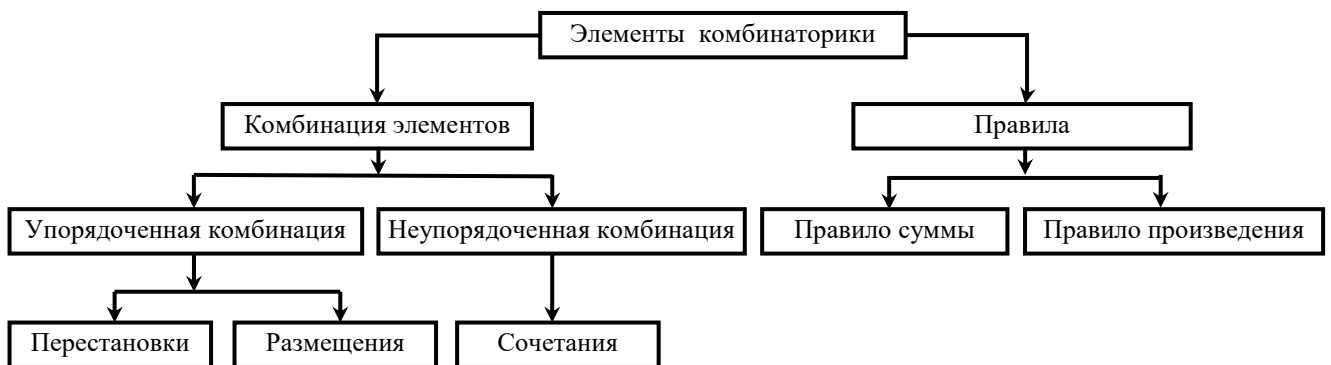 Элементы комбинаторики
Комбинация элементов
Правила
Упорядоченная комбинация
Неупорядоченная комбинация
Правило суммы
Правило произведения
Перестановки
Размещения
Сочетания